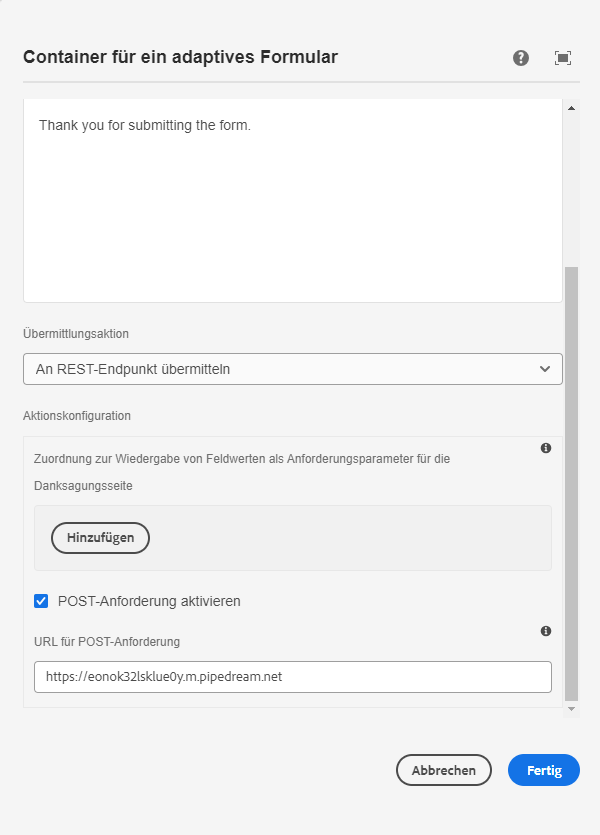 Container für ein adaptives Formular
Thank you for submitting the form.
Übermittlungsaktion
An REST-Endpunkt übermitteln
Aktionskonfiguration
Zuordnung zur Wiedergabe von Feldwerten als Anforderungsparameter für die
Danksagungsseite
Hinzufügen
POST-Anforderung aktivieren
URL für POST-Anforderung
https://eonok32lsklue0y.m.pipedream.net
Abbrechen
Fertig